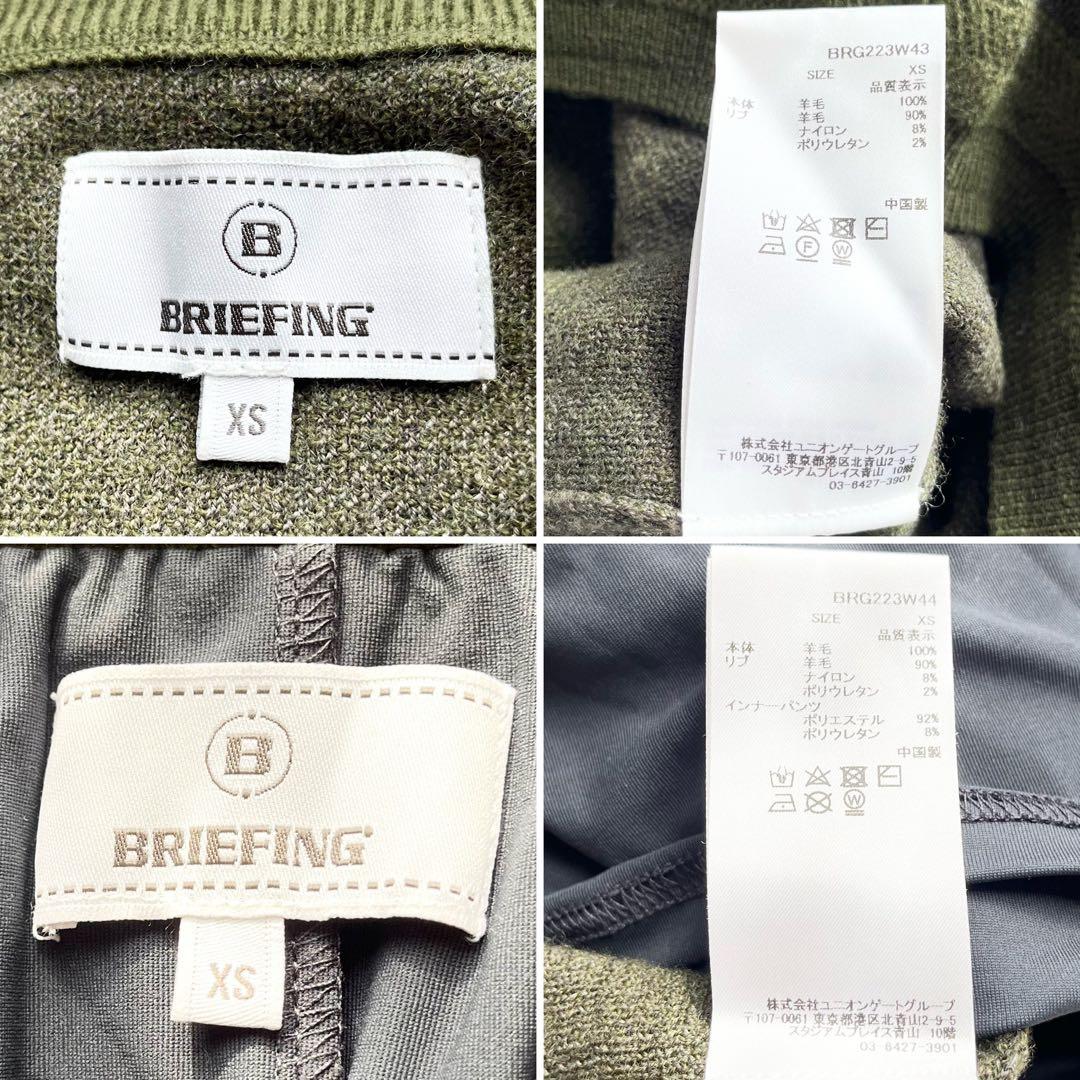 B
BRIEFING
XS
BRG223W43
SIZE XS
品質表示
本体 羊毛 100%
リブ 羊毛 90%
ナイロン 8%
ポリウレタン 2%
中国製
F
W
株式会社ユニオンゲートグループ
〒107-0061 東京都港区北青山2-9-5
スタジアムプレイス青山 10階
03-6427-3901
B
BRIEFING
XS
BRG223W44
SIZE XS
品質表示
本体 羊毛 100%
リブ 羊毛 90%
ナイロン 8%
ポリウレタン 2%
インナーパンツ
ポリエステル 92%
ポリウレタン 8%
中国製
W
株式会社ユニオンゲートグループ
〒107-0061 東京都港区北青山2-9-5
スタジアムプレイス青山 10階
03-6427-3901